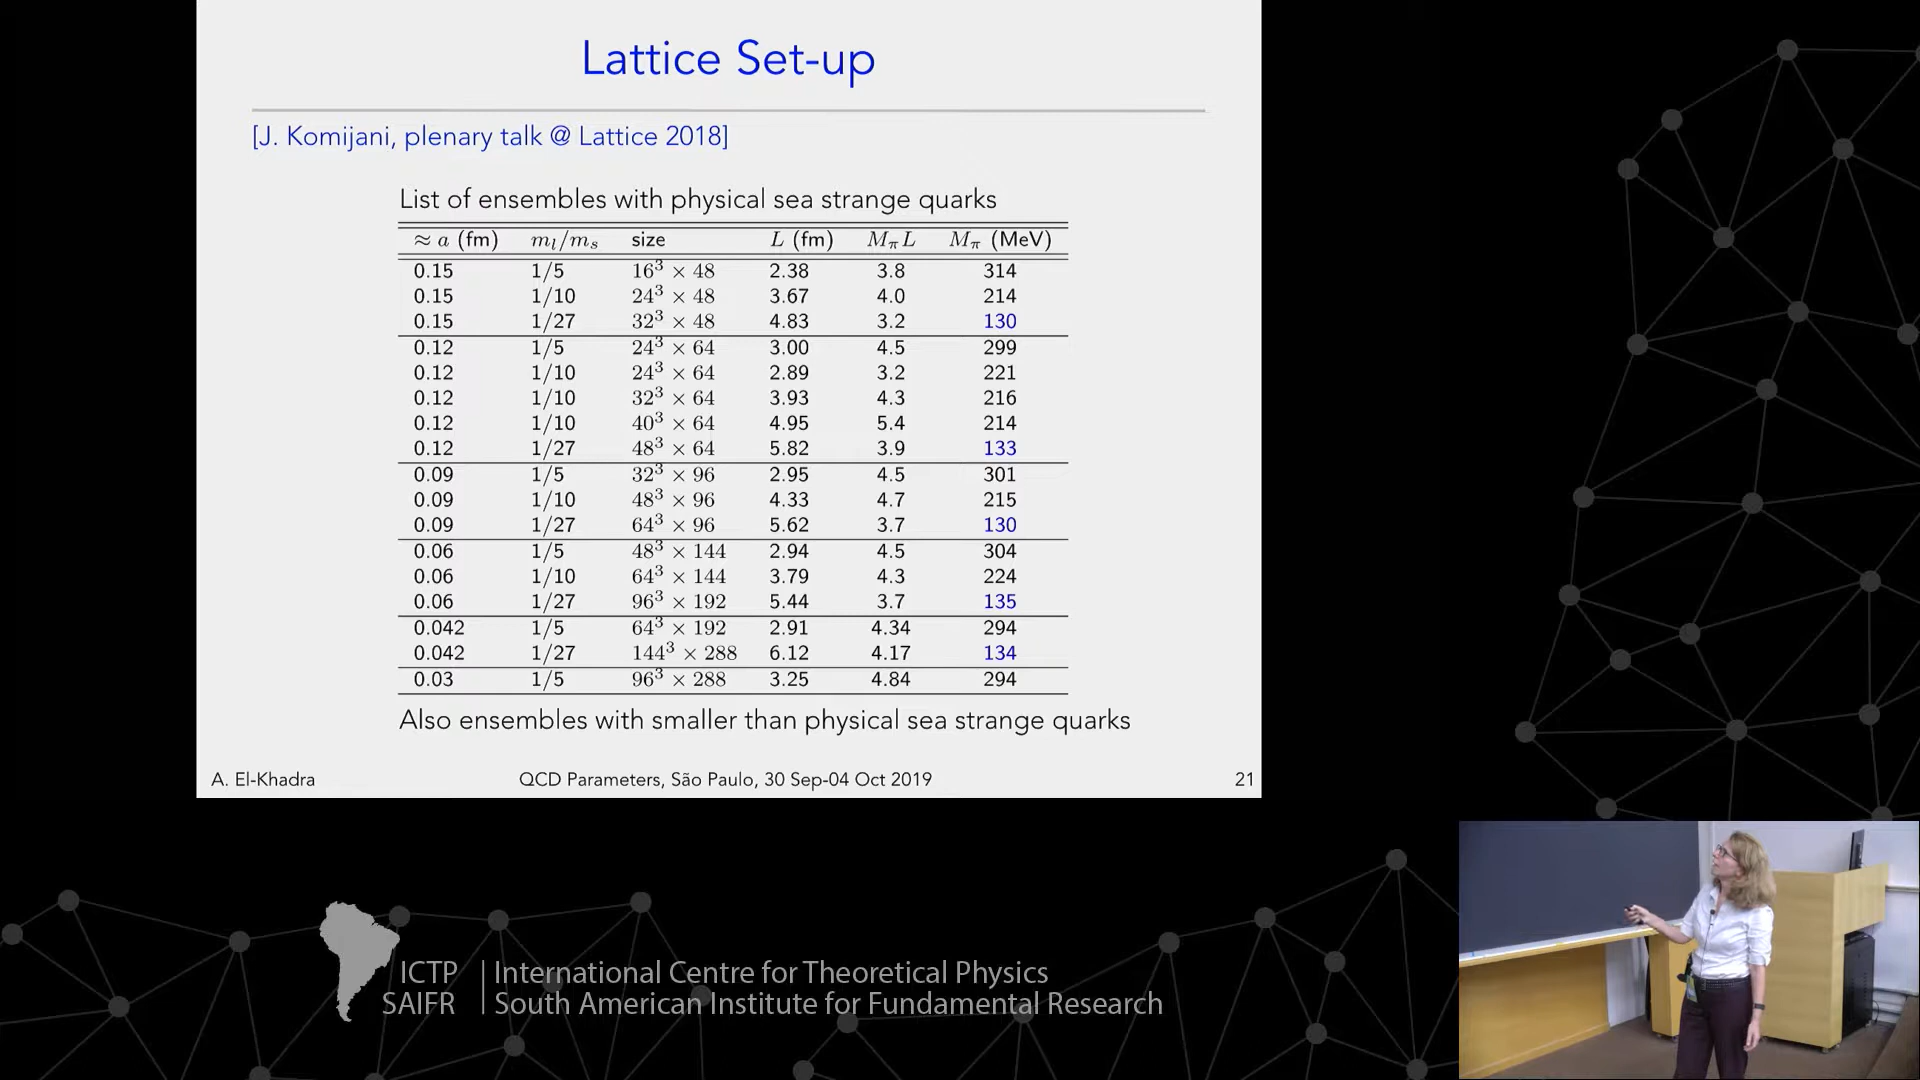 Lattice Set-up
[J. Komijani, plenary talk @ Lattice 2018]
List of ensembles with physical sea strange quarks
≈ a (fm) m_l/m_s size L (fm) M_π L M_π (MeV)
0.15 1/5 16³ × 48 2.38 3.8 314
0.15 1/10 24³ × 48 3.67 4.0 214
0.15 1/27 32³ × 48 4.83 3.2 130
0.12 1/5 24³ × 64 3.00 4.5 299
0.12 1/10 24³ × 64 2.89 3.2 221
0.12 1/10 32³ × 64 3.93 4.3 216
0.12 1/10 40³ × 64 4.95 5.4 214
0.12 1/27 48³ × 64 5.82 3.9 133
0.09 1/5 32³ × 96 2.95 4.5 301
0.09 1/10 48³ × 96 4.33 4.7 215
0.09 1/27 64³ × 96 5.62 3.7 130
0.06 1/5 48³ × 144 2.94 4.5 304
0.06 1/10 64³ × 144 3.79 4.3 224
0.06 1/27 96³ × 192 5.44 3.7 135
0.042 1/5 64³ × 192 2.91 4.34 294
0.042 1/27 144³ × 288 6.12 4.17 134
0.03 1/5 96³ × 288 3.25 4.84 294
Also ensembles with smaller than physical sea strange quarks
A. El-Khadra QCD Parameters, São Paulo, 30 Sep-04 Oct 2019 21
ICTP International Centre for Theoretical Physics
SAIFR South American Institute for Fundamental Research